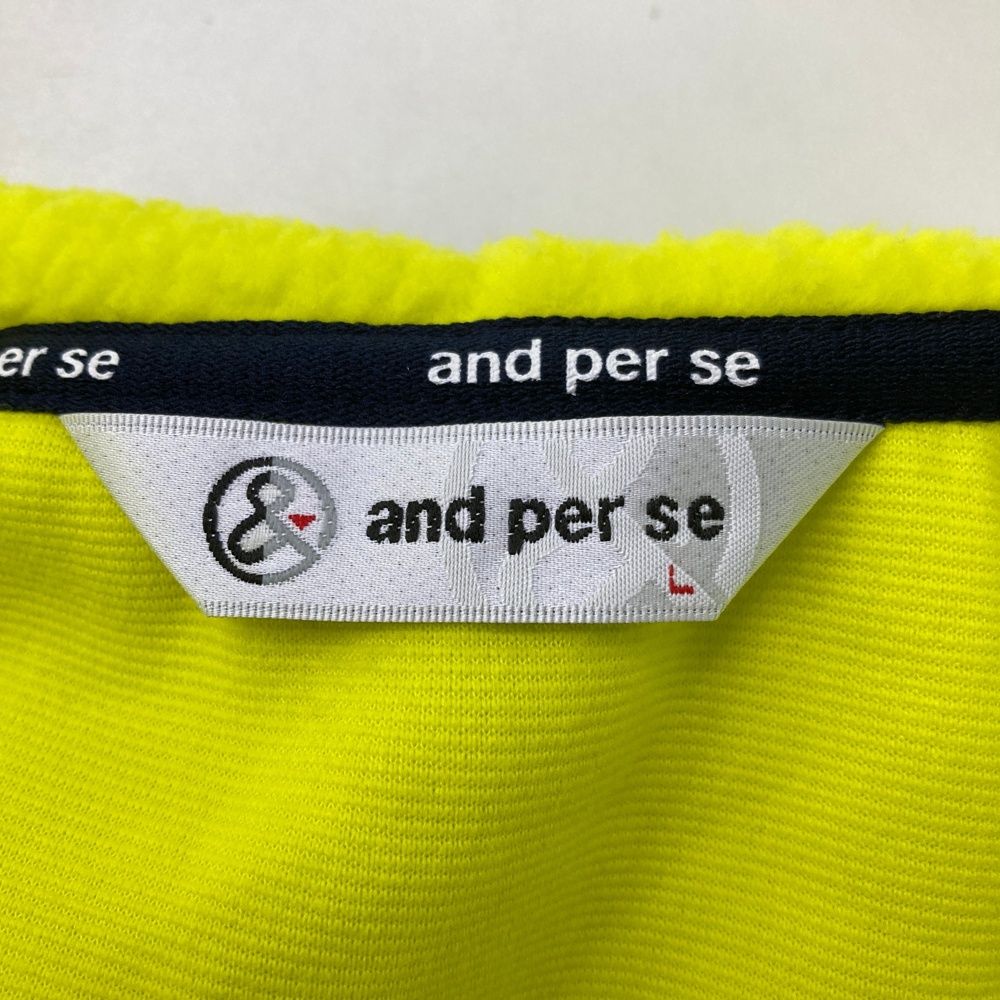 er se
and per se
& and per se
L